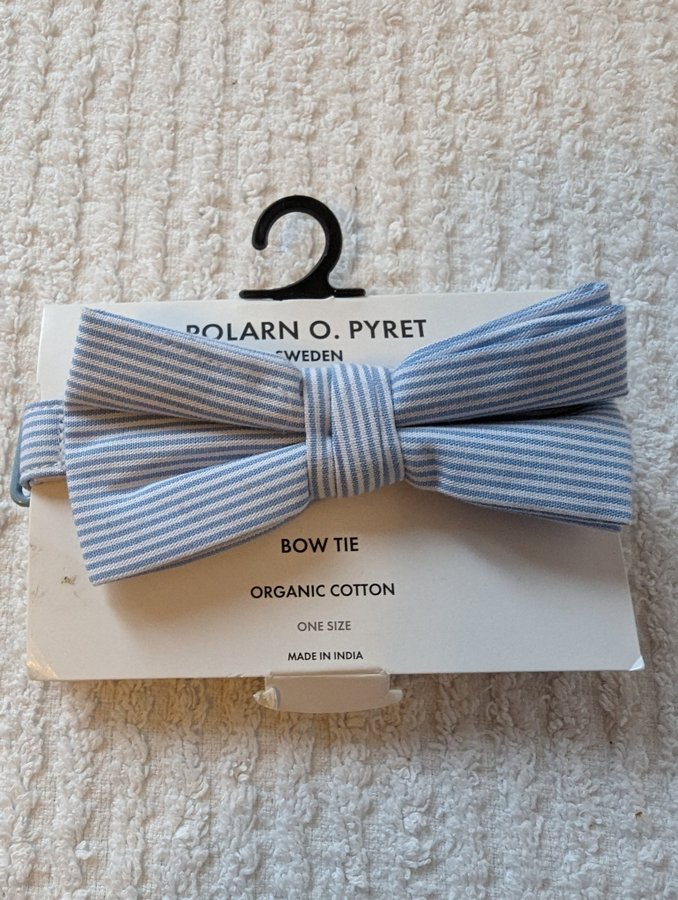 POLARN O. PYRET
SWEDEN
BOW TIE
ORGANIC COTTON
ONE SIZE
MADE IN INDIA